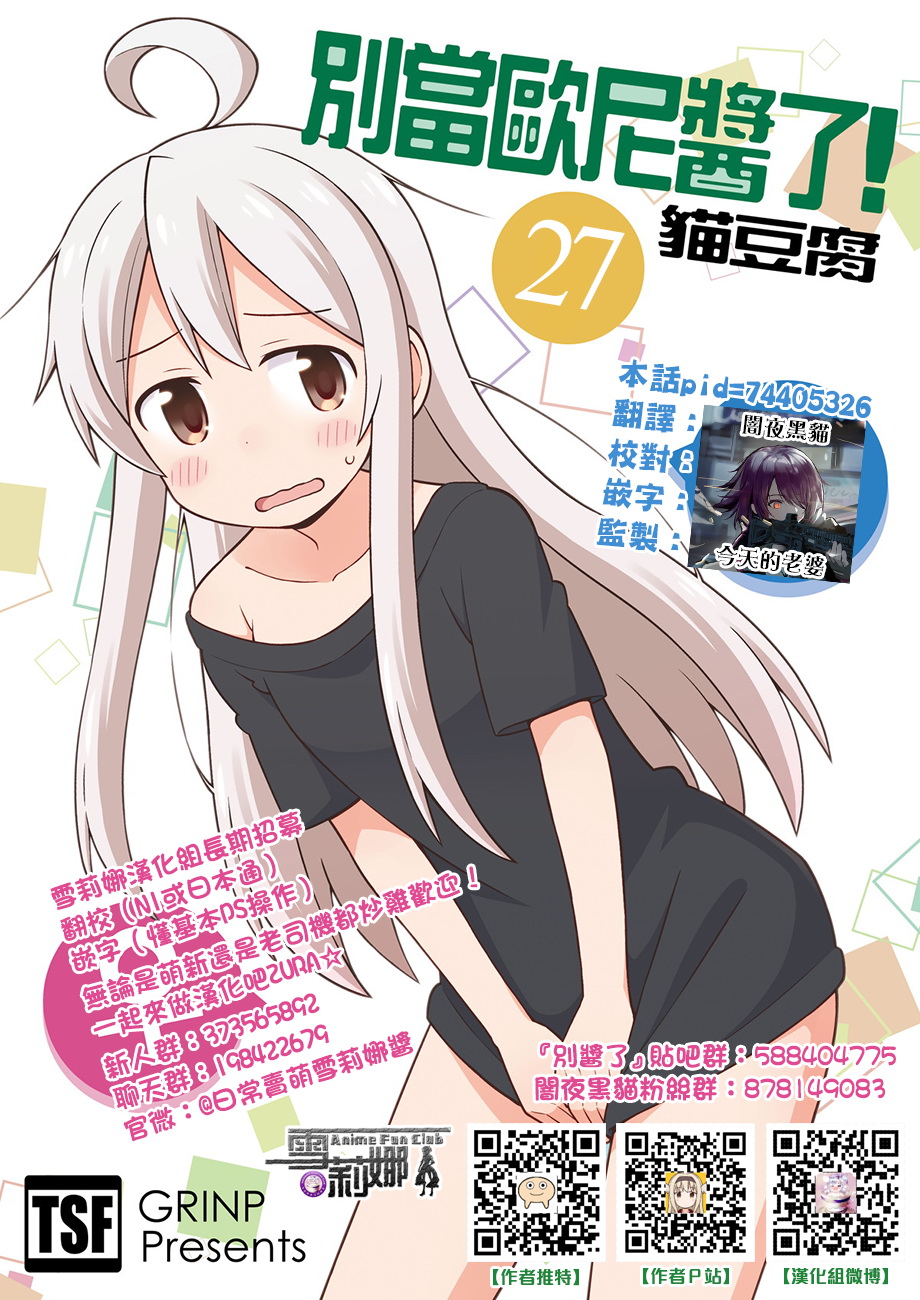 別當歐尼醬了!
27
貓豆腐
本話pid=74405326
翻譯：
校對：
嵌字：
監製：
闇夜黑貓
今天的老婆
雪莉娜漢化組長期招募
翻校（N1或日本通）
嵌字（懂基本PS操作）
無論是萌新還是老司機都炒雞歡迎！
一起來做漢化吧ZURA☆
新人群：373565892
聊天群：198422679
官微：@日常賣萌雪莉娜醬
『別醬了』貼吧群：588404775
闇夜黑貓粉絲群：878149083
雪莉娜
Anime Fun Club
TSF
GRINP
Presents
【作者推特】
【作者P站】
【漢化組微博】